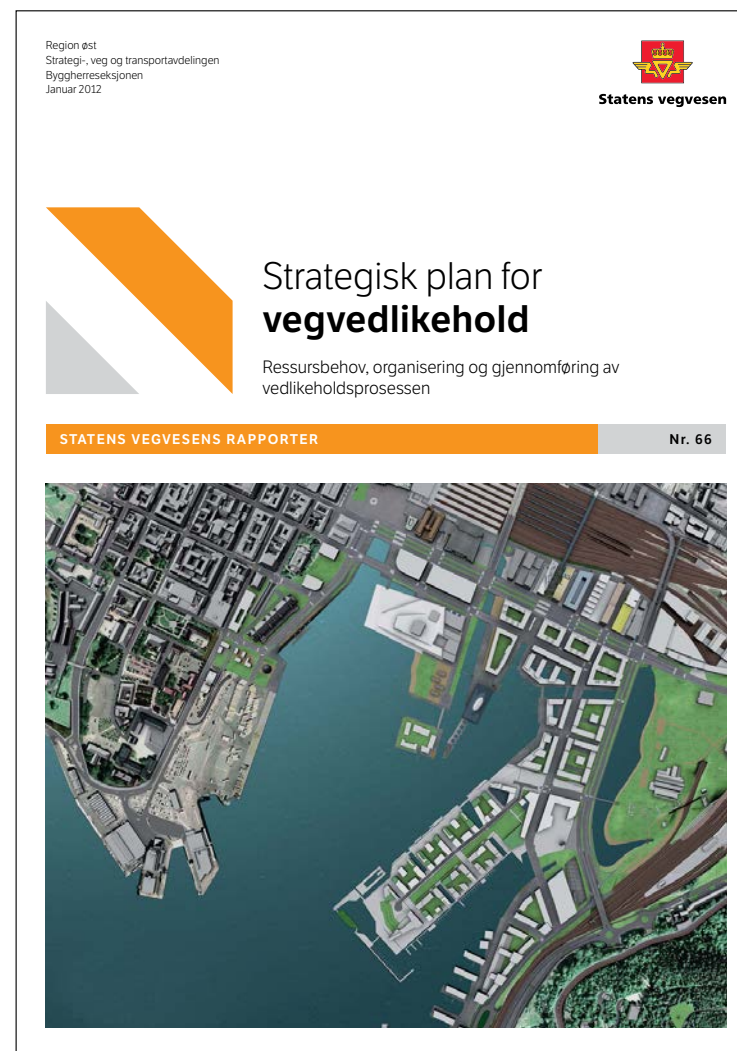 Region øst
Strategi-, veg og transportavdelingen
Byggherreseksjonen
Januar 2012
Statens vegvesen
Strategisk plan for
vegvedlikehold
Ressursbehov, organisering og gjennomføring av
vedlikeholdsprosessen
STATENS VEGVESENS RAPPORTER
Nr. 66